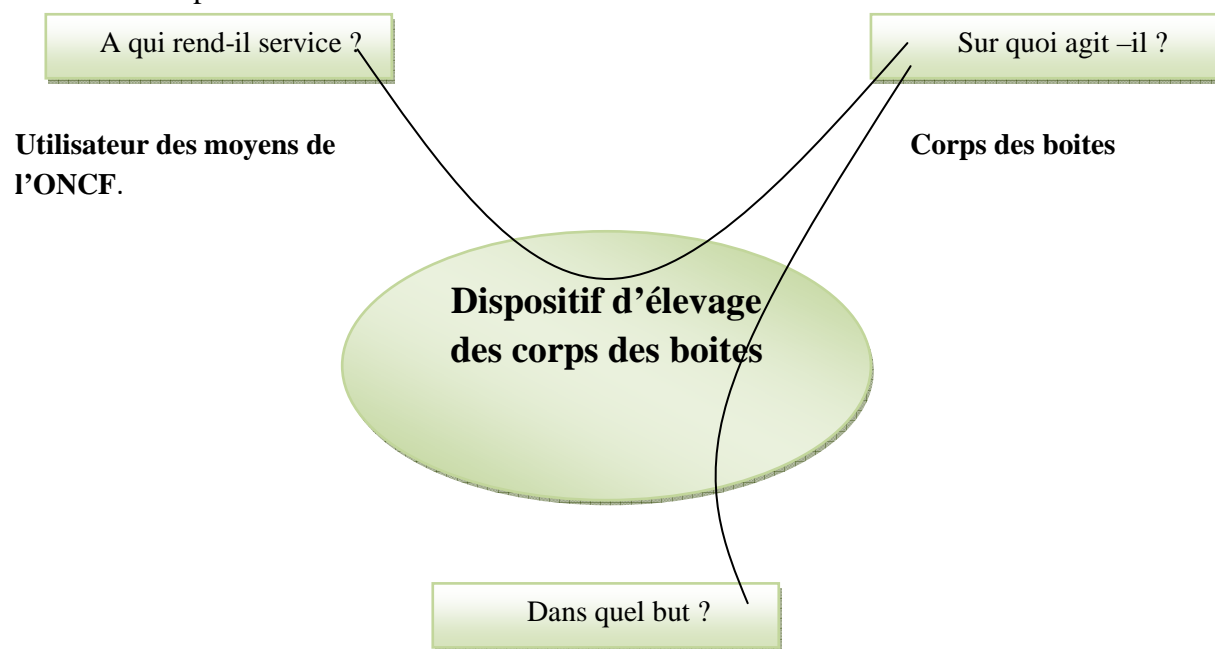 A qui rend-il service ?
Sur quoi agit –il ?
Utilisateur des moyens de
l’ONCF.
Corps des boites
Dispositif d’élevage
des corps des boites
Dans quel but ?